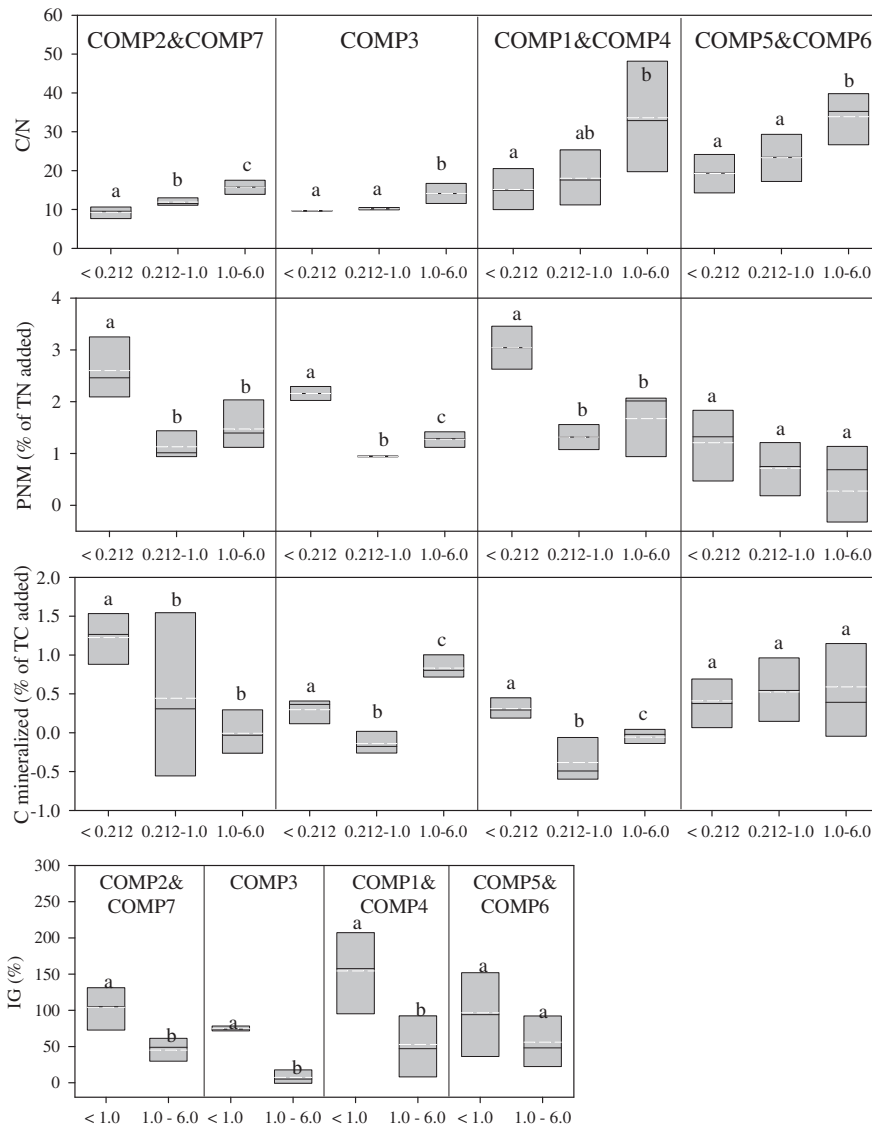 60
COMP2&COMP7 COMP3 COMP1&COMP4 COMP5&COMP6
50
40
30
20
10
0
C/N
a b c a a b a ab b a a b
< 0.212 0.212-1.0 1.0-6.0 < 0.212 0.212-1.0 1.0-6.0 < 0.212 0.212-1.0 1.0-6.0 < 0.212 0.212-1.0 1.0-6.0
4
3
2
1
0
PNM (% of TN added)
a b b a b c a b b a a a
< 0.212 0.212-1.0 1.0-6.0 < 0.212 0.212-1.0 1.0-6.0 < 0.212 0.212-1.0 1.0-6.0 < 0.212 0.212-1.0 1.0-6.0
2.0
1.5
1.0
0.5
0.0
-0.5
-1.0
C mineralized (% of TC added)
a b b a b c a b c a a a
< 0.212 0.212-1.0 1.0-6.0 < 0.212 0.212-1.0 1.0-6.0 < 0.212 0.212-1.0 1.0-6.0 < 0.212 0.212-1.0 1.0-6.0
300
COMP2& COMP3 COMP1& COMP5&
COMP7 COMP4 COMP6
250
200
150
100
50
0
IG (%)
a b a b a b a a
< 1.0 1.0 - 6.0 < 1.0 1.0 - 6.0 < 1.0 1.0 - 6.0 < 1.0 1.0 - 6.0